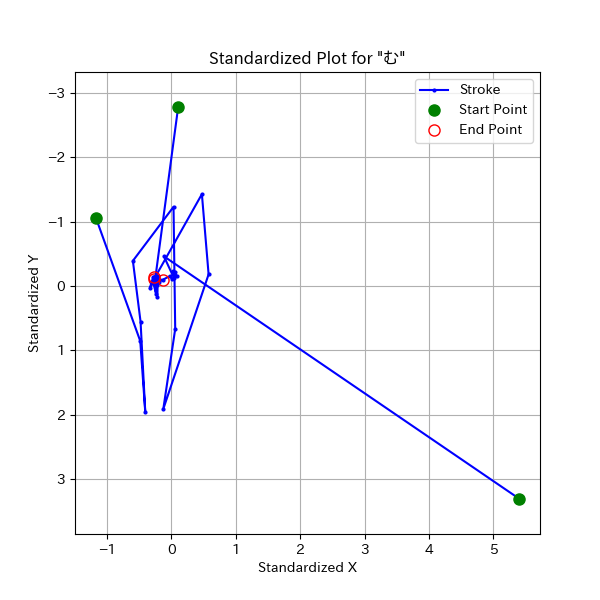 Standardized Plot for "む"
Stroke
Start Point
End Point
Standardized Y
−3
−2
−1
0
1
2
3
−1 0 1 2 3 4 5
Standardized X